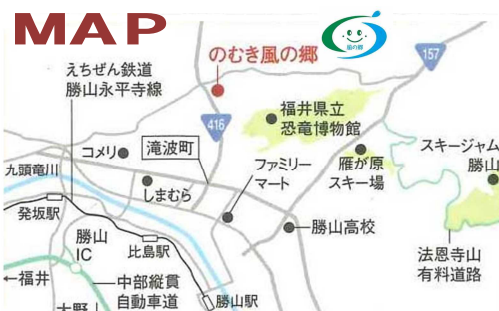 MAP
風の郷
157
のむき風の郷
えちぜん鉄道
勝山永平寺線
416
福井県立
恐竜博物館
コメリ
滝波町
スキージャム
勝山
九頭竜川
ファミリー
マート
雁が原
スキー場
しまむら
発坂駅
勝山高校
勝山
IC
比島駅
法恩寺山
有料道路
←福井
中部縦貫
自動車道
勝山駅